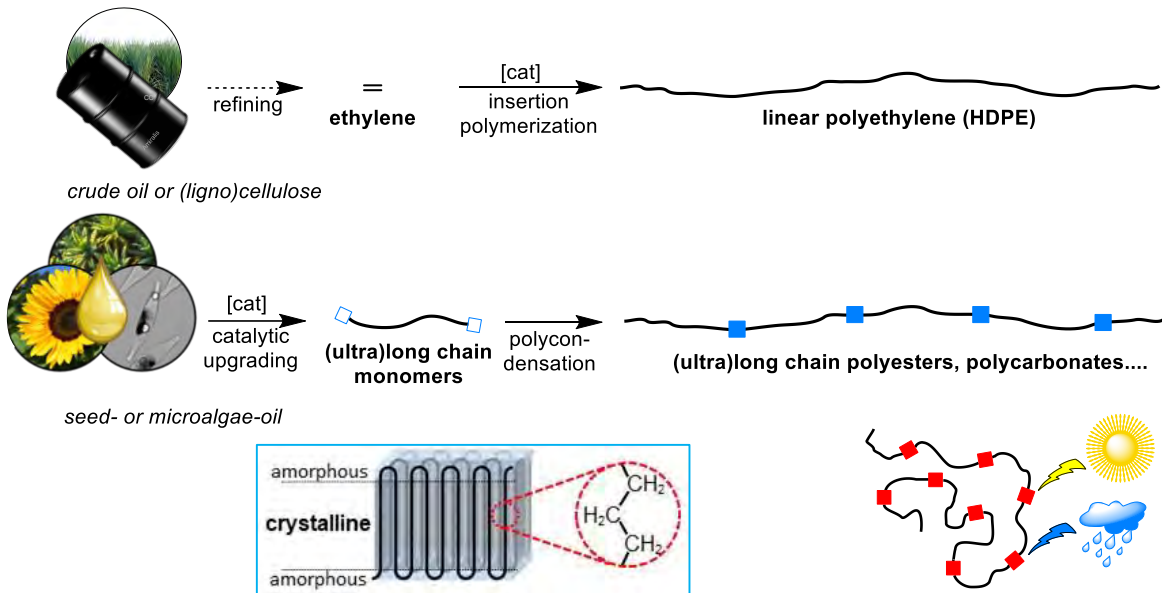 [cat]
refining
=
ethylene
insertion
polymerization
linear polyethylene (HDPE)
crude oil or (ligno)cellulose
[cat]
catalytic
upgrading
(ultra)long chain
monomers
polycon-
densation
(ultra)long chain polyesters, polycarbonates....
seed- or microalgae-oil
amorphous
crystalline
amorphous
CH2
H2C
CH2